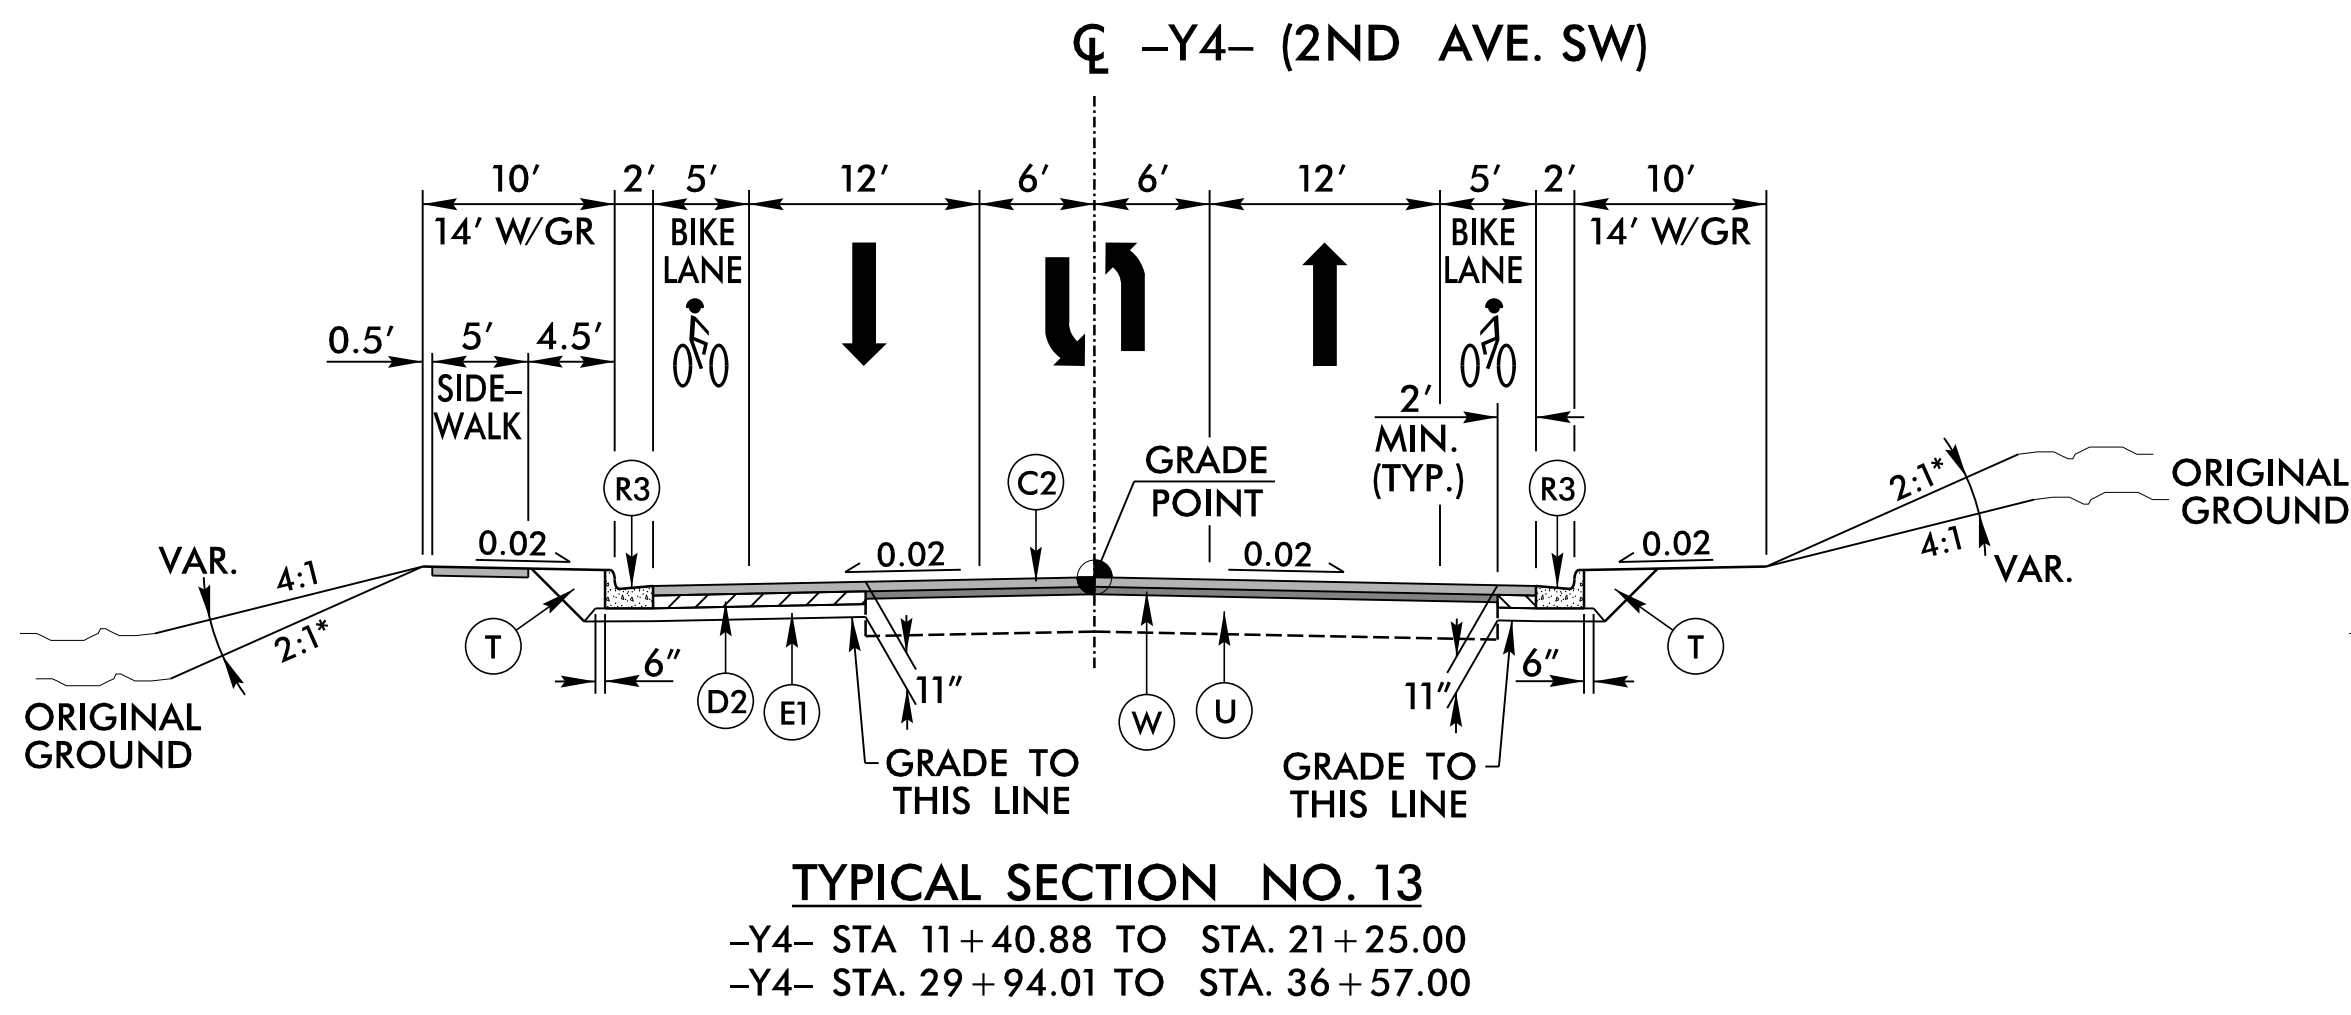 ℄ –Y4– (2ND AVE. SW)
10′ 2′ 5′ 12′ 6′ 6′ 12′ 5′ 2′ 10′
14′ W/GR BIKE LANE BIKE LANE 14′ W/GR
0.5′ 5′ 4.5′
SIDE–
WALK
2′
MIN.
(TYP.)
R3 C2 GRADE
POINT
R3
2:1*
4:1
VAR.
ORIGINAL
GROUND
VAR.
4:1
2:1*
0.02 0.02 0.02 0.02
T 6″ D2 E1 11″ W U 11″ 6″ T
ORIGINAL
GROUND
GRADE TO
THIS LINE
GRADE TO
THIS LINE
TYPICAL SECTION NO. 13
–Y4– STA 11+40.88 TO STA. 21+25.00
–Y4– STA. 29+94.01 TO STA. 36+57.00